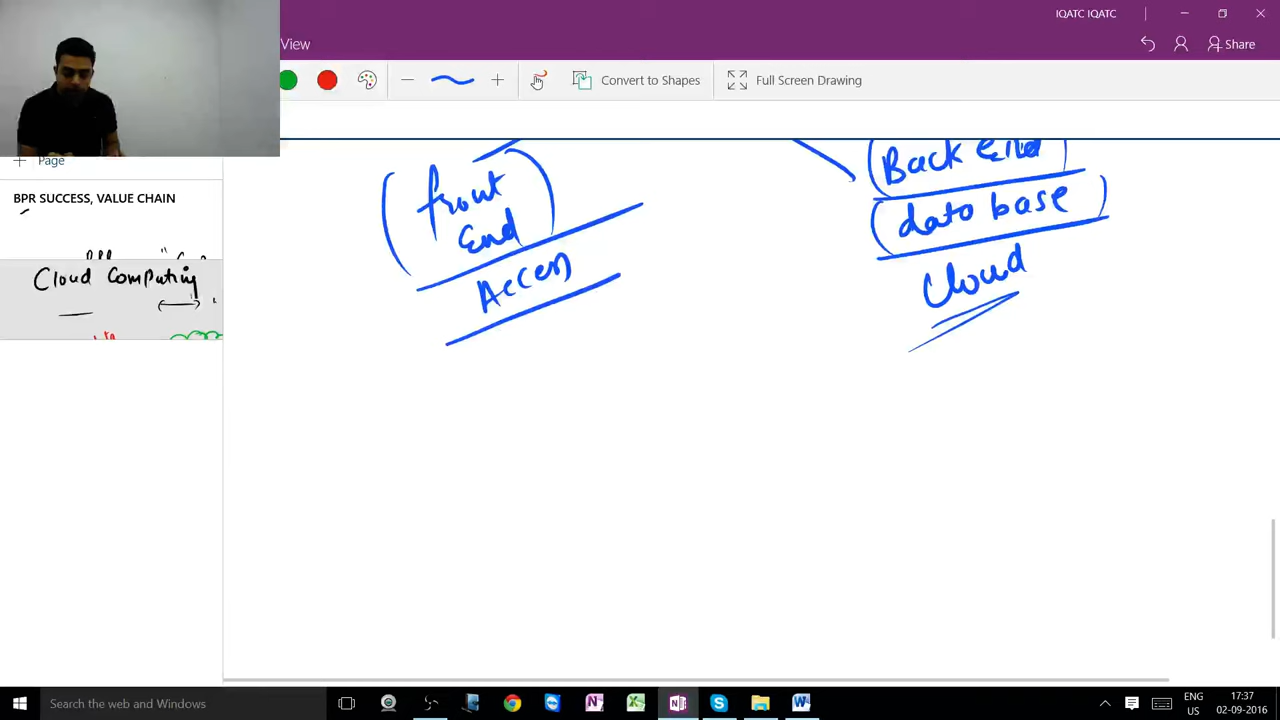 IQATC IQATC
View
Share
Convert to Shapes
Full Screen Drawing
Page
BPR SUCCESS, VALUE CHAIN
Cloud Computing
front
End
Access
Back End
data base
Cloud
Search the web and Windows
ENG
US
17:37
02-09-2016